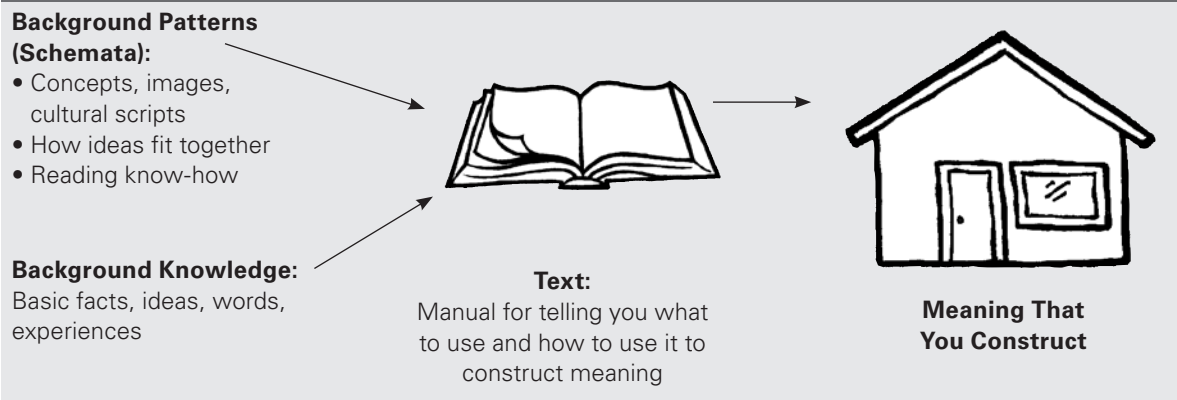 Background Patterns
(Schemata):
• Concepts, images,
cultural scripts
• How ideas fit together
• Reading know-how
Background Knowledge:
Basic facts, ideas, words,
experiences
Text:
Manual for telling you what
to use and how to use it to
construct meaning
Meaning That
You Construct